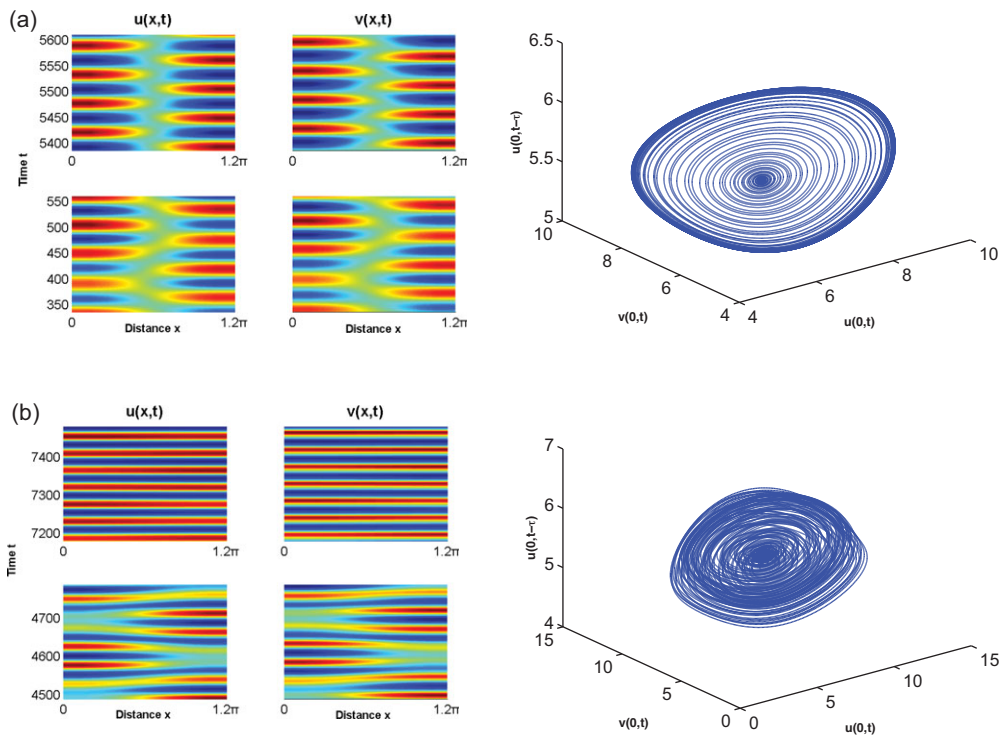 (a)
u(x,t)
v(x,t)
5600
5550
5500
5450
5400
0
1.2π
0
1.2π
Time t
550
500
450
400
350
0
1.2π
0
1.2π
Distance x
Distance x
6.5
6
5.5
5
u(0,t−τ)
10
8
6
4
v(0,t)
4
6
8
10
u(0,t)
(b)
u(x,t)
v(x,t)
7400
7300
7200
0
1.2π
0
1.2π
Time t
4700
4600
4500
0
1.2π
0
1.2π
Distance x
Distance x
7
6
5
4
u(0,t−τ)
15
10
5
0
v(0,t)
0
5
10
15
u(0,t)